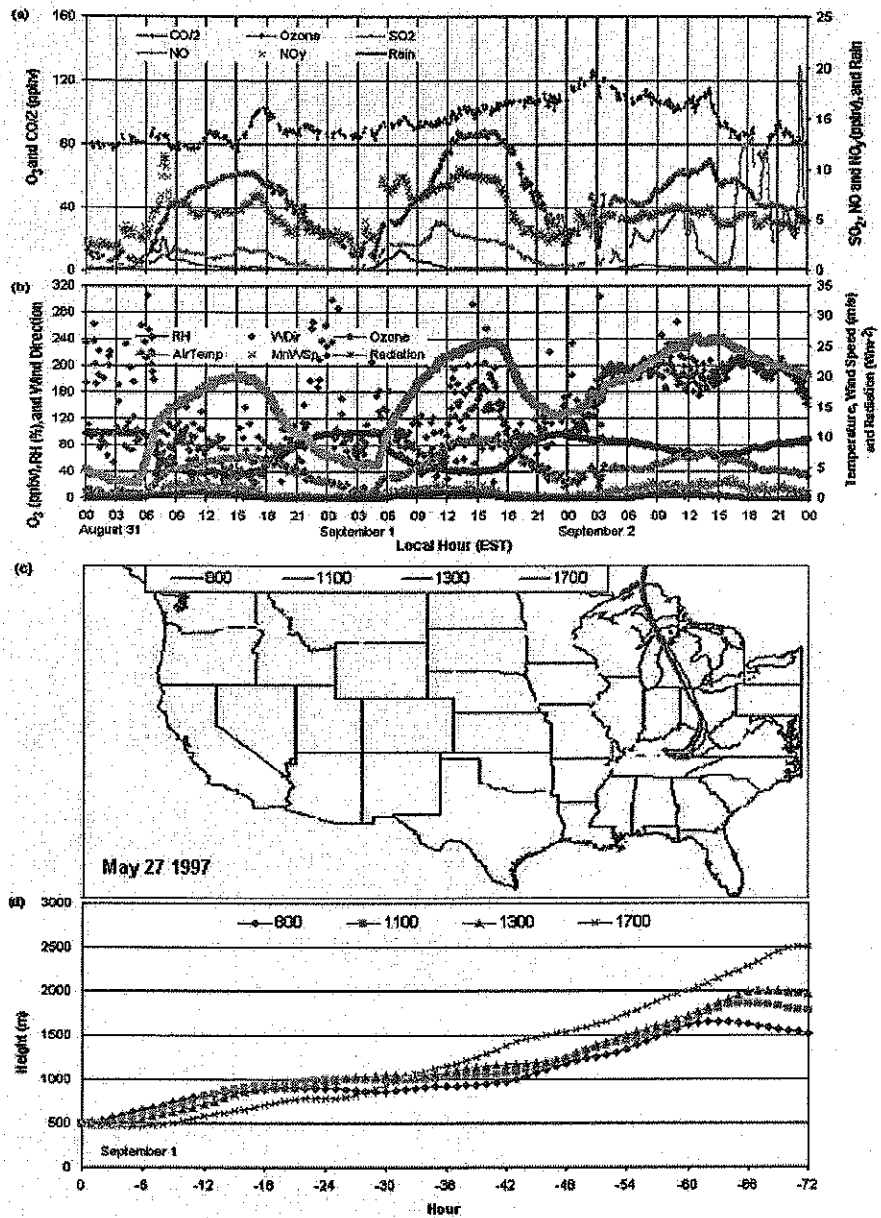 (a)
160
120
80
40
0
O3 and CO/2 (ppbv)
CO/2 Ozone SO2
NO NOy Rain
25
20
15
10
5
0
SO2, NO and NOy (ppbv), and Rain
(b)
320
280
240
200
160
120
80
40
0
O3 (ppbv), RH (%), and Wind Direction
RH WDir Ozone
AirTemp MnWSp Radiation
35
30
25
20
15
10
5
0
Temperature, Wind Speed (m/s) and Radiation (Wm-2)
00 03 06 09 12 15 18 21 00 03 06 09 12 15 18 21 00 03 06 09 12 15 18 21 00
August 31 September 1 September 2
Local Hour (EST)
(c)
800 1100 1300 1700
May 27 1997
(d)
3000
2500
2000
1500
1000
500
0
Height (m)
800 1100 1300 1700
September 1
0 -6 -12 -18 -24 -30 -36 -42 -48 -54 -60 -66 -72
Hour